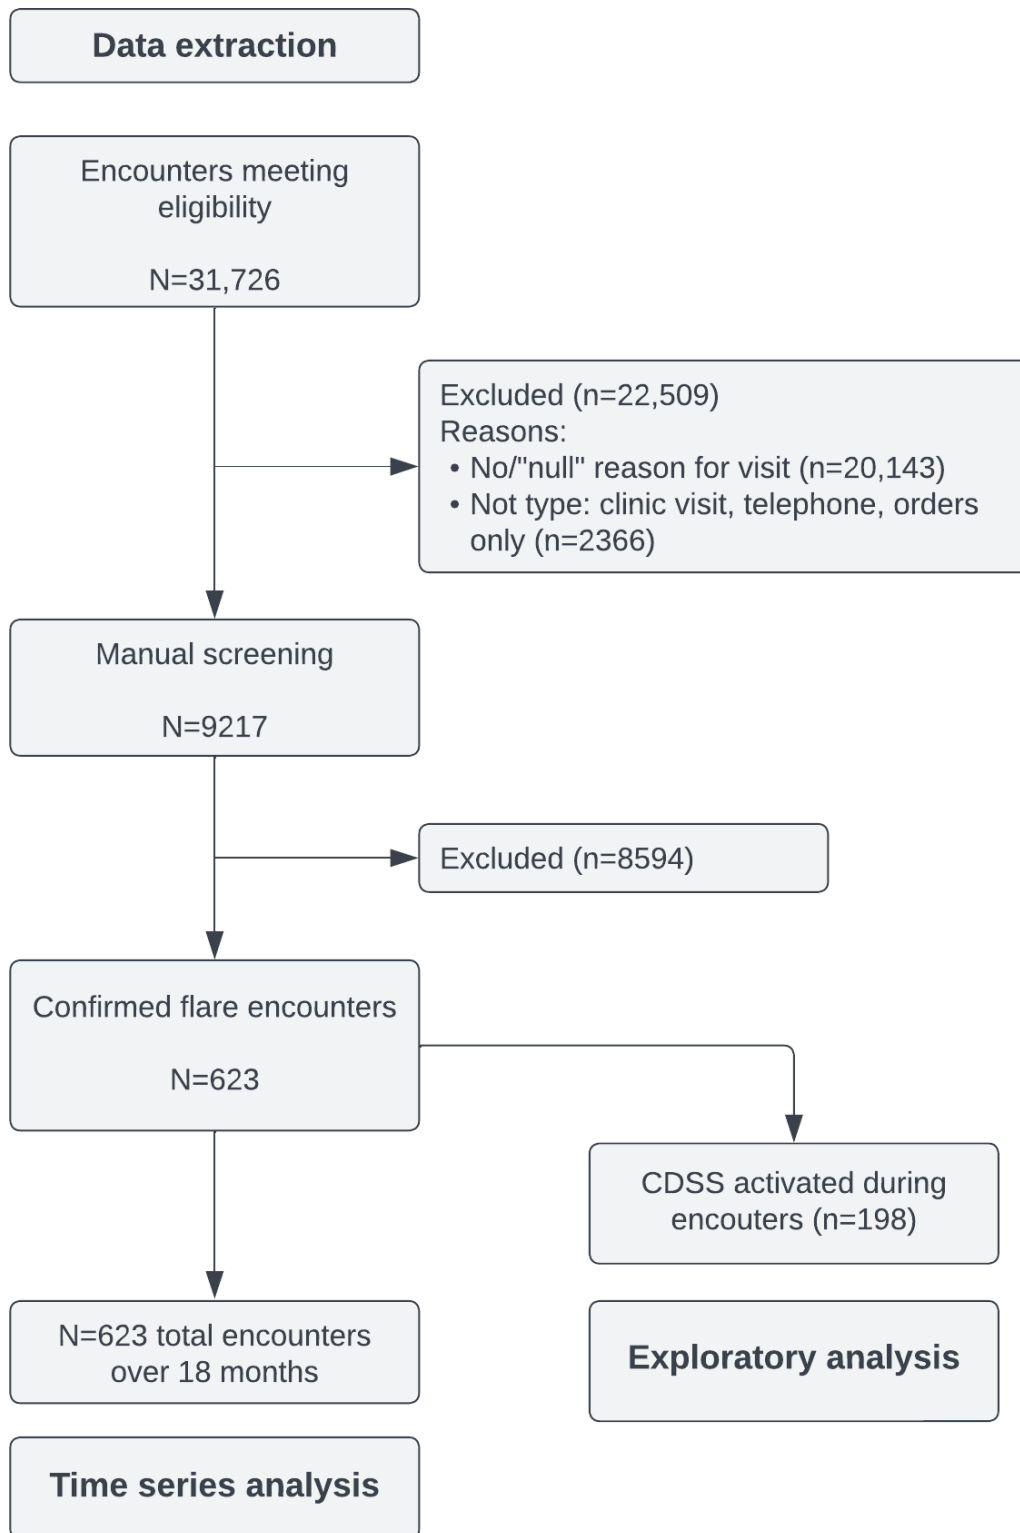 Data extraction
Encounters meeting
eligibility
N=31,726
Excluded (n=22,509)
Reasons:
• No/"null" reason for visit (n=20,143)
• Not type: clinic visit, telephone, orders
only (n=2366)
Manual screening
N=9217
Excluded (n=8594)
Confirmed flare encounters
N=623
CDSS activated during
encouters (n=198)
N=623 total encounters
over 18 months
Exploratory analysis
Time series analysis